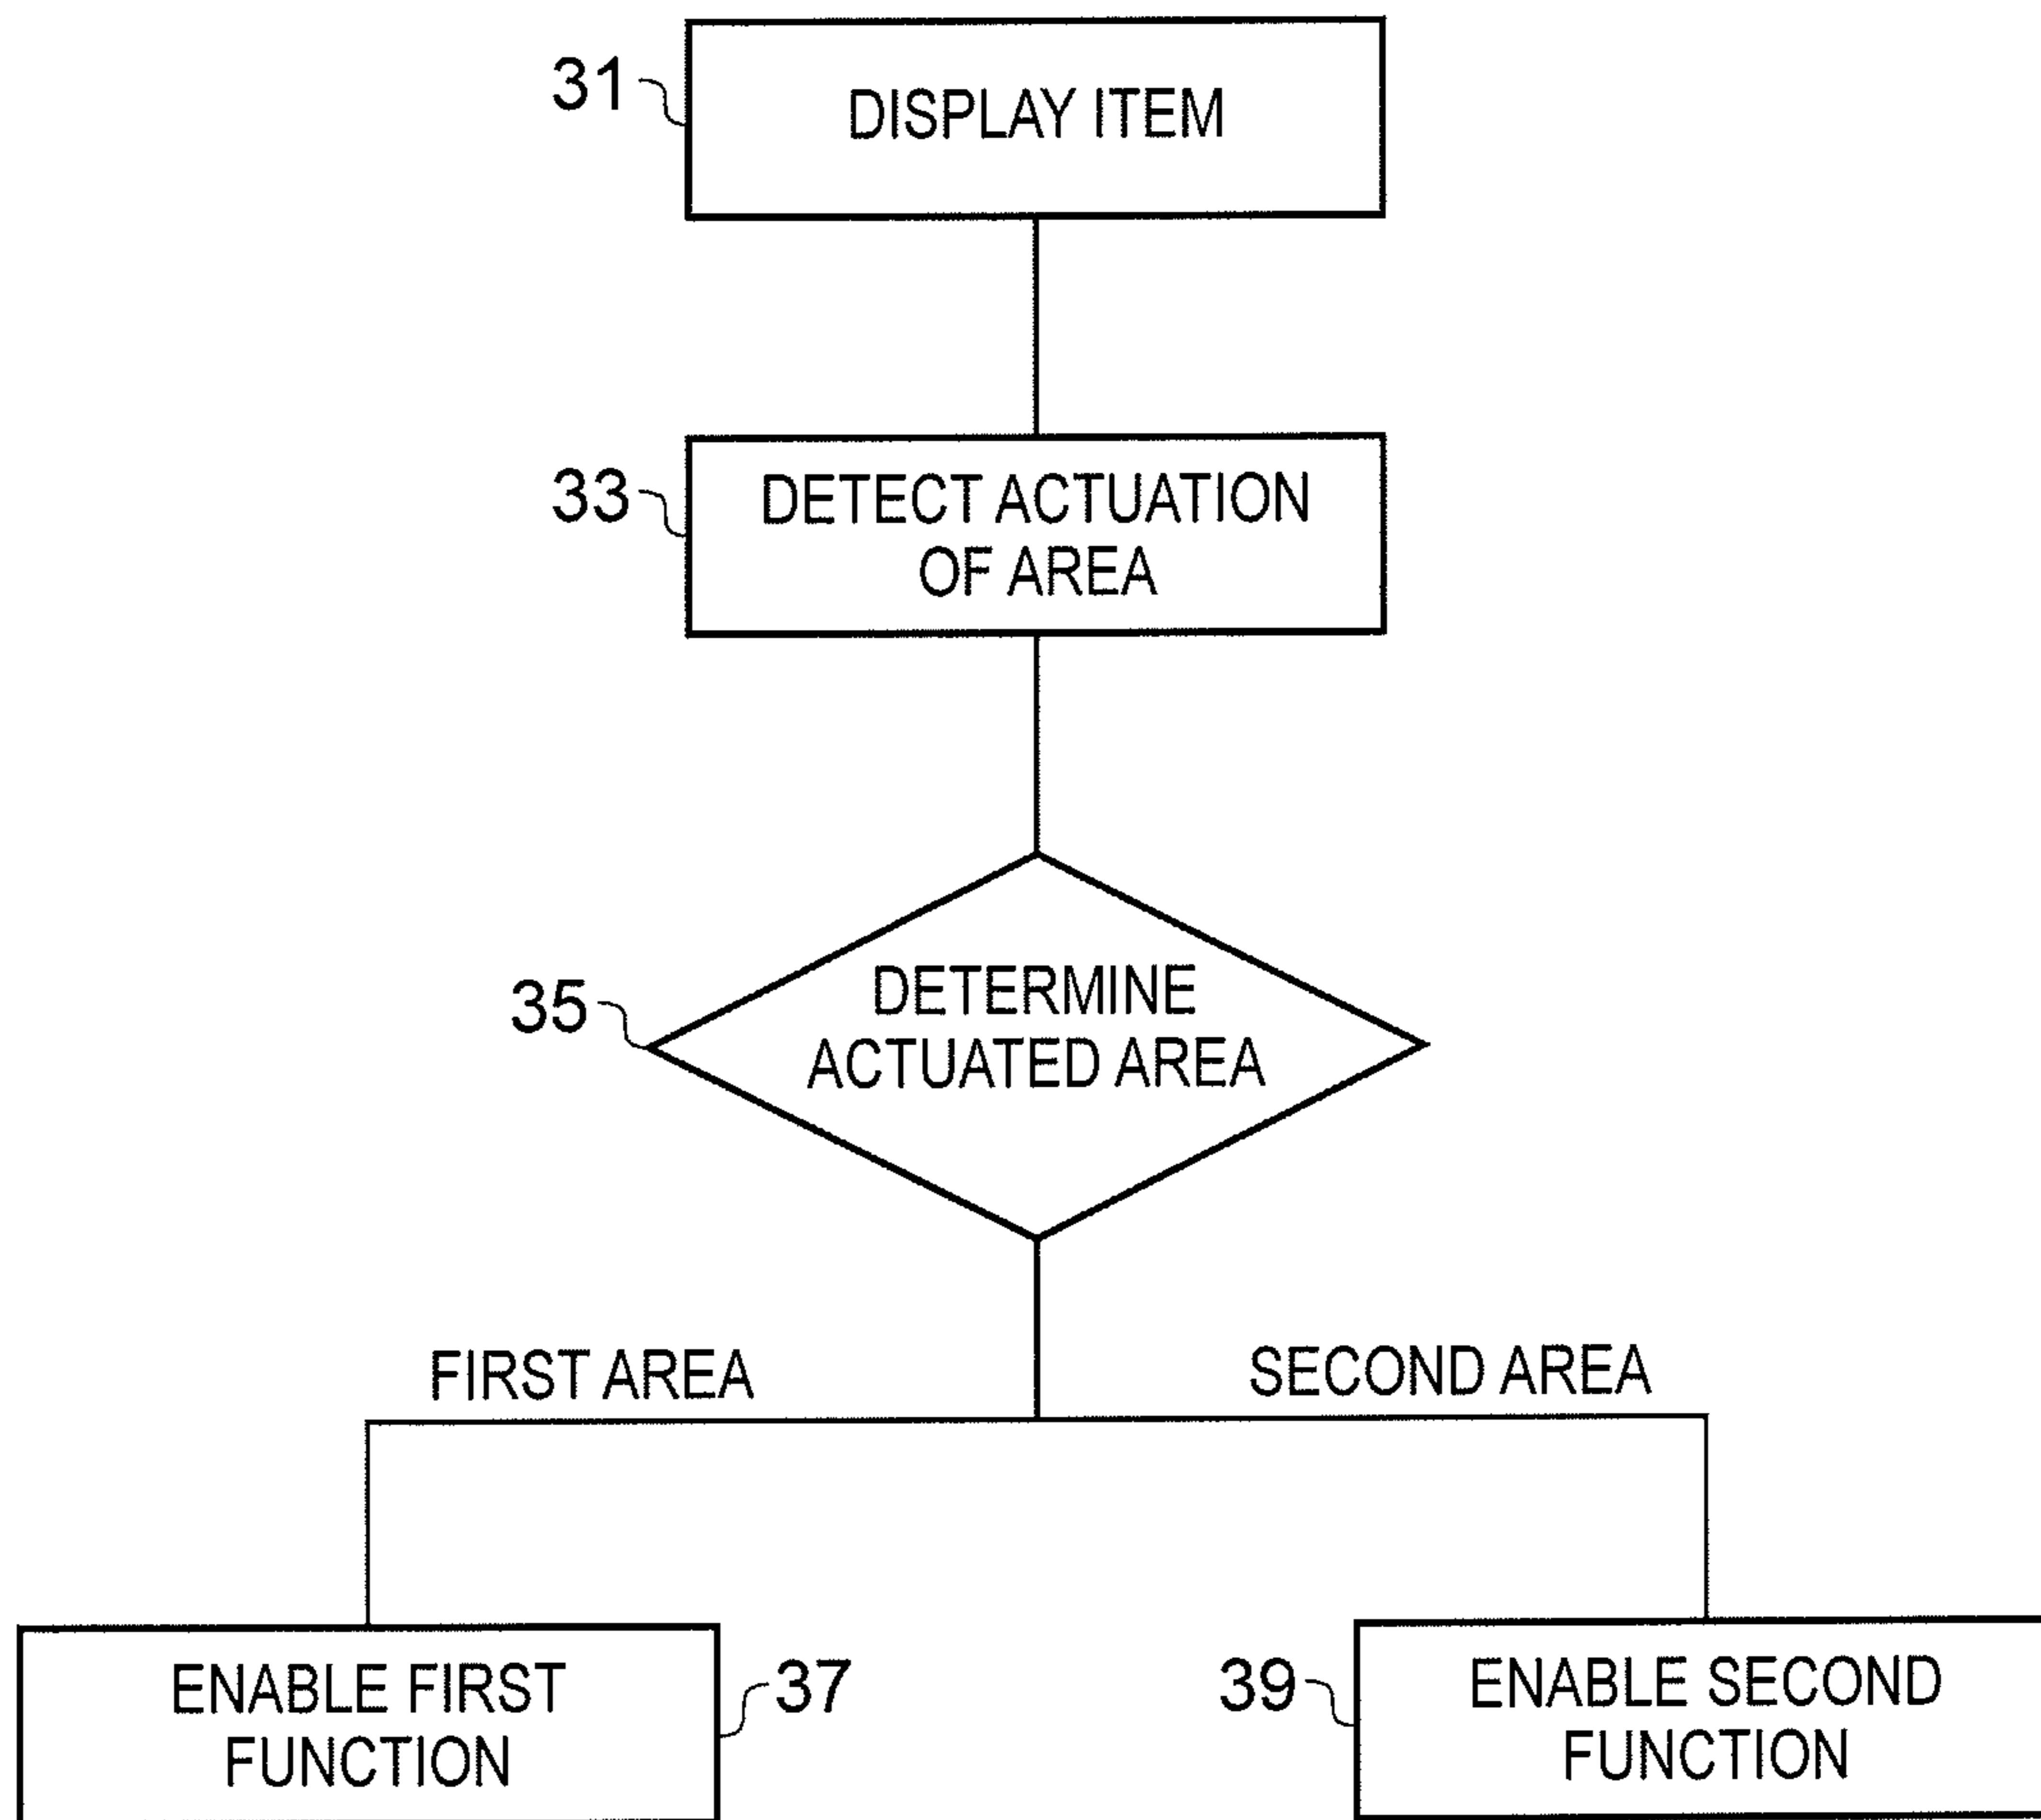 31
DISPLAY ITEM
33
DETECT ACTUATION
OF AREA
35
DETERMINE
ACTUATED AREA
FIRST AREA
SECOND AREA
ENABLE FIRST
FUNCTION
37
39
ENABLE SECOND
FUNCTION